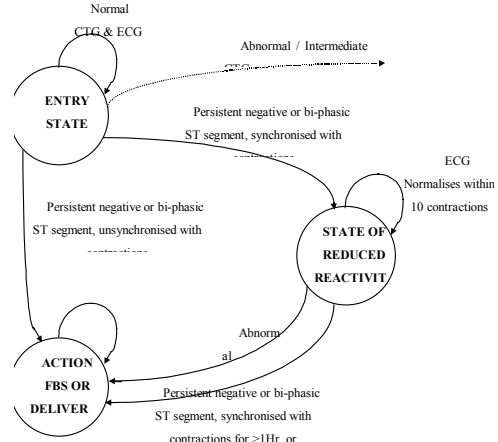 Normal
CTG & ECG
Abnormal / Intermediate
ENTRY
STATE
Persistent negative or bi-phasic
ST segment, synchronised with
ECG
Normalises within
10 contractions
Persistent negative or bi-phasic
ST segment, unsynchronised with
STATE OF
REDUCED
REACTIVIT
Abnorm
al
ACTION
FBS OR
DELIVER
Persistent negative or bi-phasic
ST segment, synchronised with
contractions for >1Hr, or